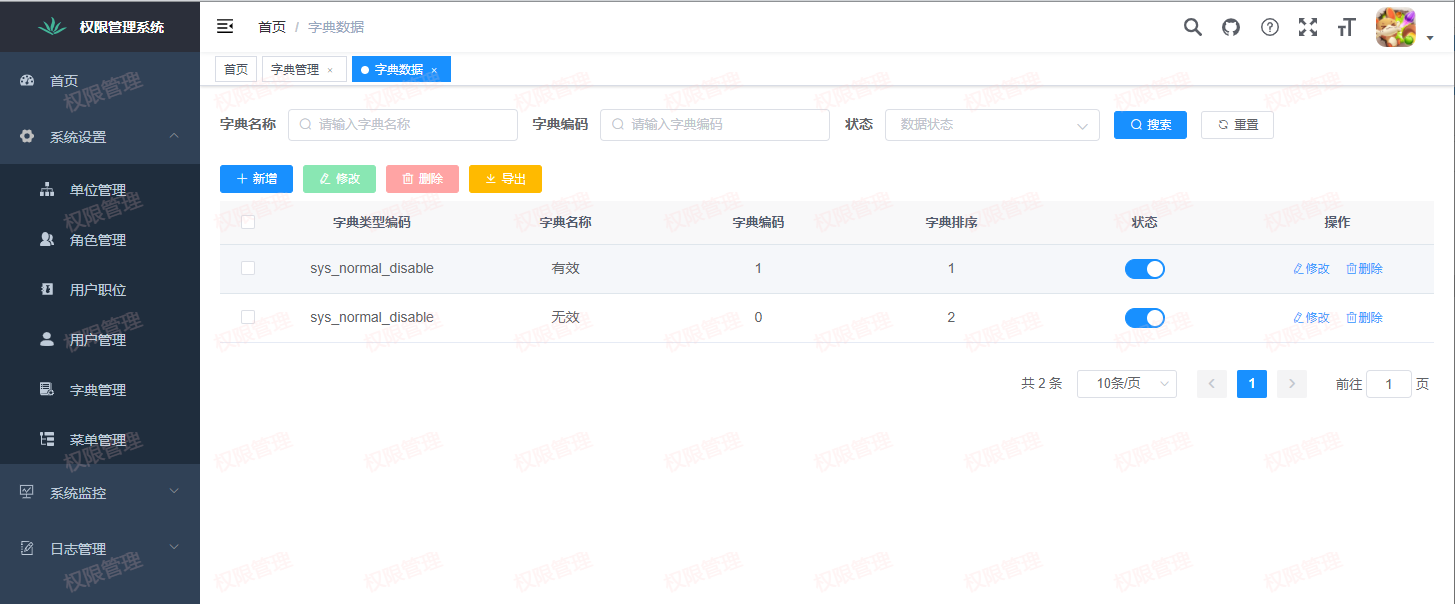 权限管理系统
首页 / 字典数据
首页
字典管理 ×
字典数据 ×
首页
系统设置
单位管理
角色管理
用户职位
用户管理
字典管理
菜单管理
系统监控
日志管理
字典名称 请输入字典名称 字典编码 请输入字典编码 状态 数据状态 搜索 重置
新增 修改 删除 导出
字典类型编码 字典名称 字典编码 字典排序 状态 操作
sys_normal_disable 有效 1 1 修改 删除
sys_normal_disable 无效 0 2 修改 删除
共 2 条 10条/页 1 前往 1 页
权限管理